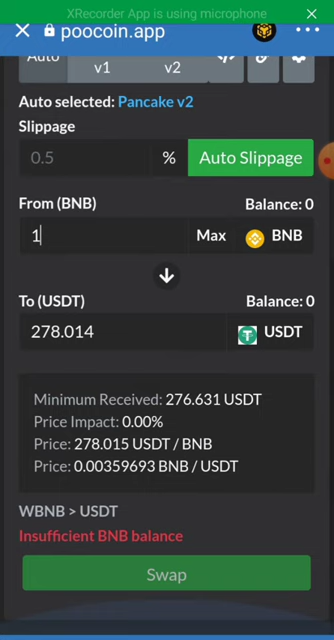 XRecorder App is using microphone
poocoin.app
Auto
v1
v2
Auto selected: Pancake v2
Slippage
0.5
%
Auto Slippage
From (BNB)
Balance: 0
1
Max
BNB
To (USDT)
Balance: 0
278.014
USDT
Minimum Received: 276.631 USDT
Price Impact: 0.00%
Price: 278.015 USDT / BNB
Price: 0.00359693 BNB / USDT
WBNB > USDT
Insufficient BNB balance
Swap